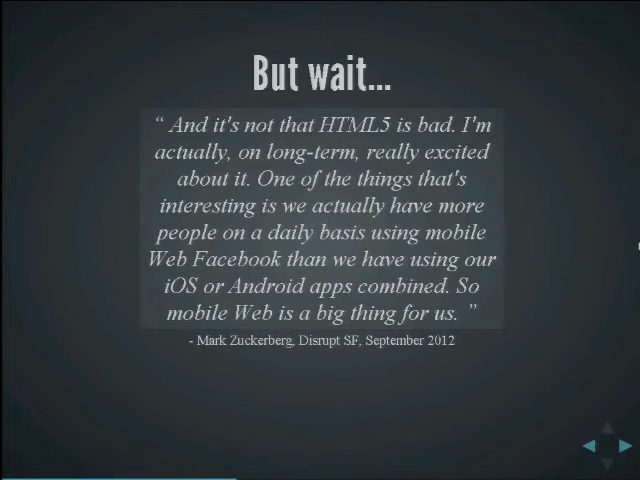 But wait...
“ And it's not that HTML5 is bad. I'm
actually, on long-term, really excited
about it. One of the things that's
interesting is we actually have more
people on a daily basis using mobile
Web Facebook than we have using our
iOS or Android apps combined. So
mobile Web is a big thing for us. ”
- Mark Zuckerberg, Disrupt SF, September 2012